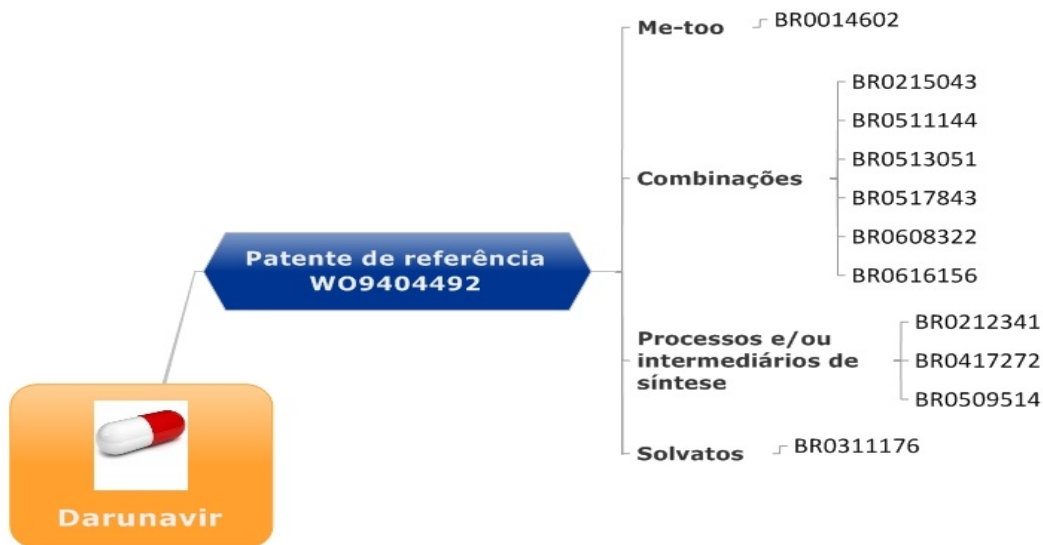 Me-too
BR0014602
Combinações
BR0215043
BR0511144
BR0513051
BR0517843
BR0608322
BR0616156
Patente de referência
WO9404492
Processos e/ou
intermediários de
síntese
BR0212341
BR0417272
BR0509514
Solvatos
BR0311176
Darunavir